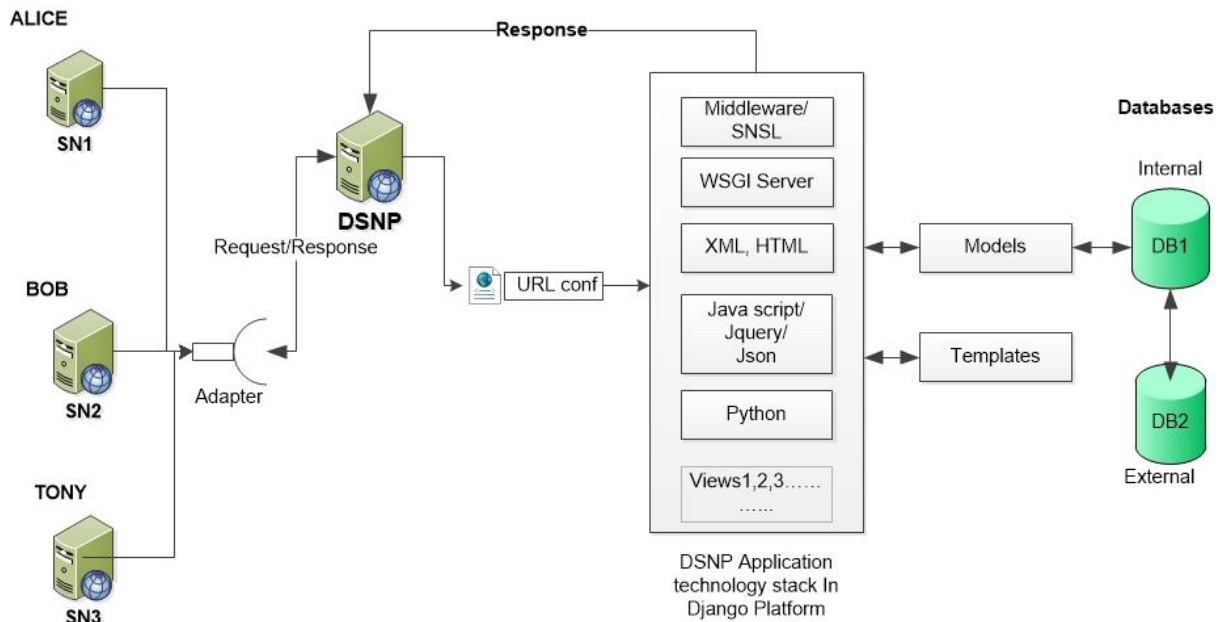 ALICE
SN1
BOB
SN2
TONY
SN3
Adapter
Request/Response
Response
DSNP
URL conf
Middleware/
SNSL
WSGI Server
XML, HTML
Java script/
Jquery/
Json
Python
Views1,2,3……
…...
DSNP Application
technology stack In
Django Platform
Models
Templates
Databases
Internal
DB1
DB2
External